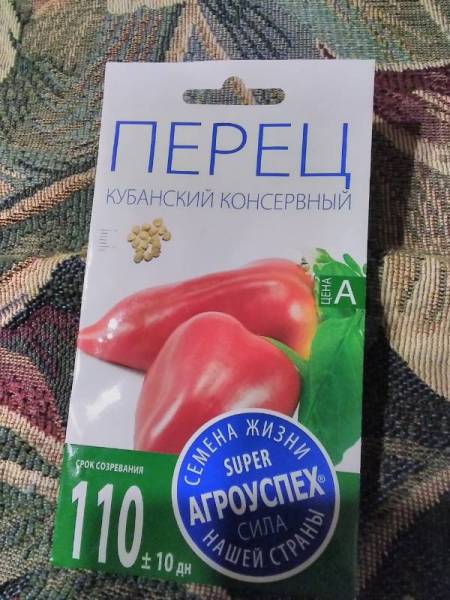 ПЕРЕЦ
КУБАНСКИЙ КОНСЕРВНЫЙ
ЦЕНА А
СРОК СОЗРЕВАНИЯ
110 ± 10 дн
СЕМЕНА ЖИЗНИ
SUPER
АГРОУСПЕХ®
СИЛА
НАШЕЙ СТРАНЫ